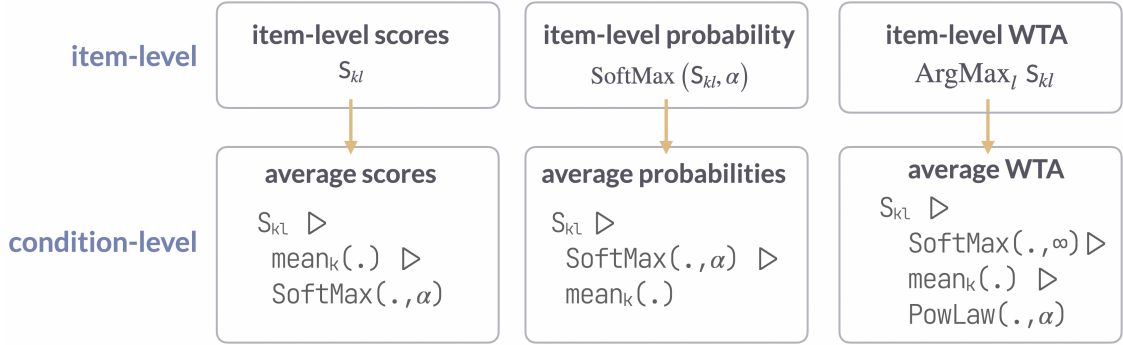 item-level
item-level scores
S_kl
item-level probability
SoftMax (S_kl, α)
item-level WTA
ArgMax_l S_kl
condition-level
average scores
S_kl ▷
mean_k(.) ▷
SoftMax(.,α)
average probabilities
S_kl ▷
SoftMax(.,α) ▷
mean_k(.)
average WTA
S_kl ▷
SoftMax(.,∞) ▷
mean_k(.) ▷
PowLaw(.,α)